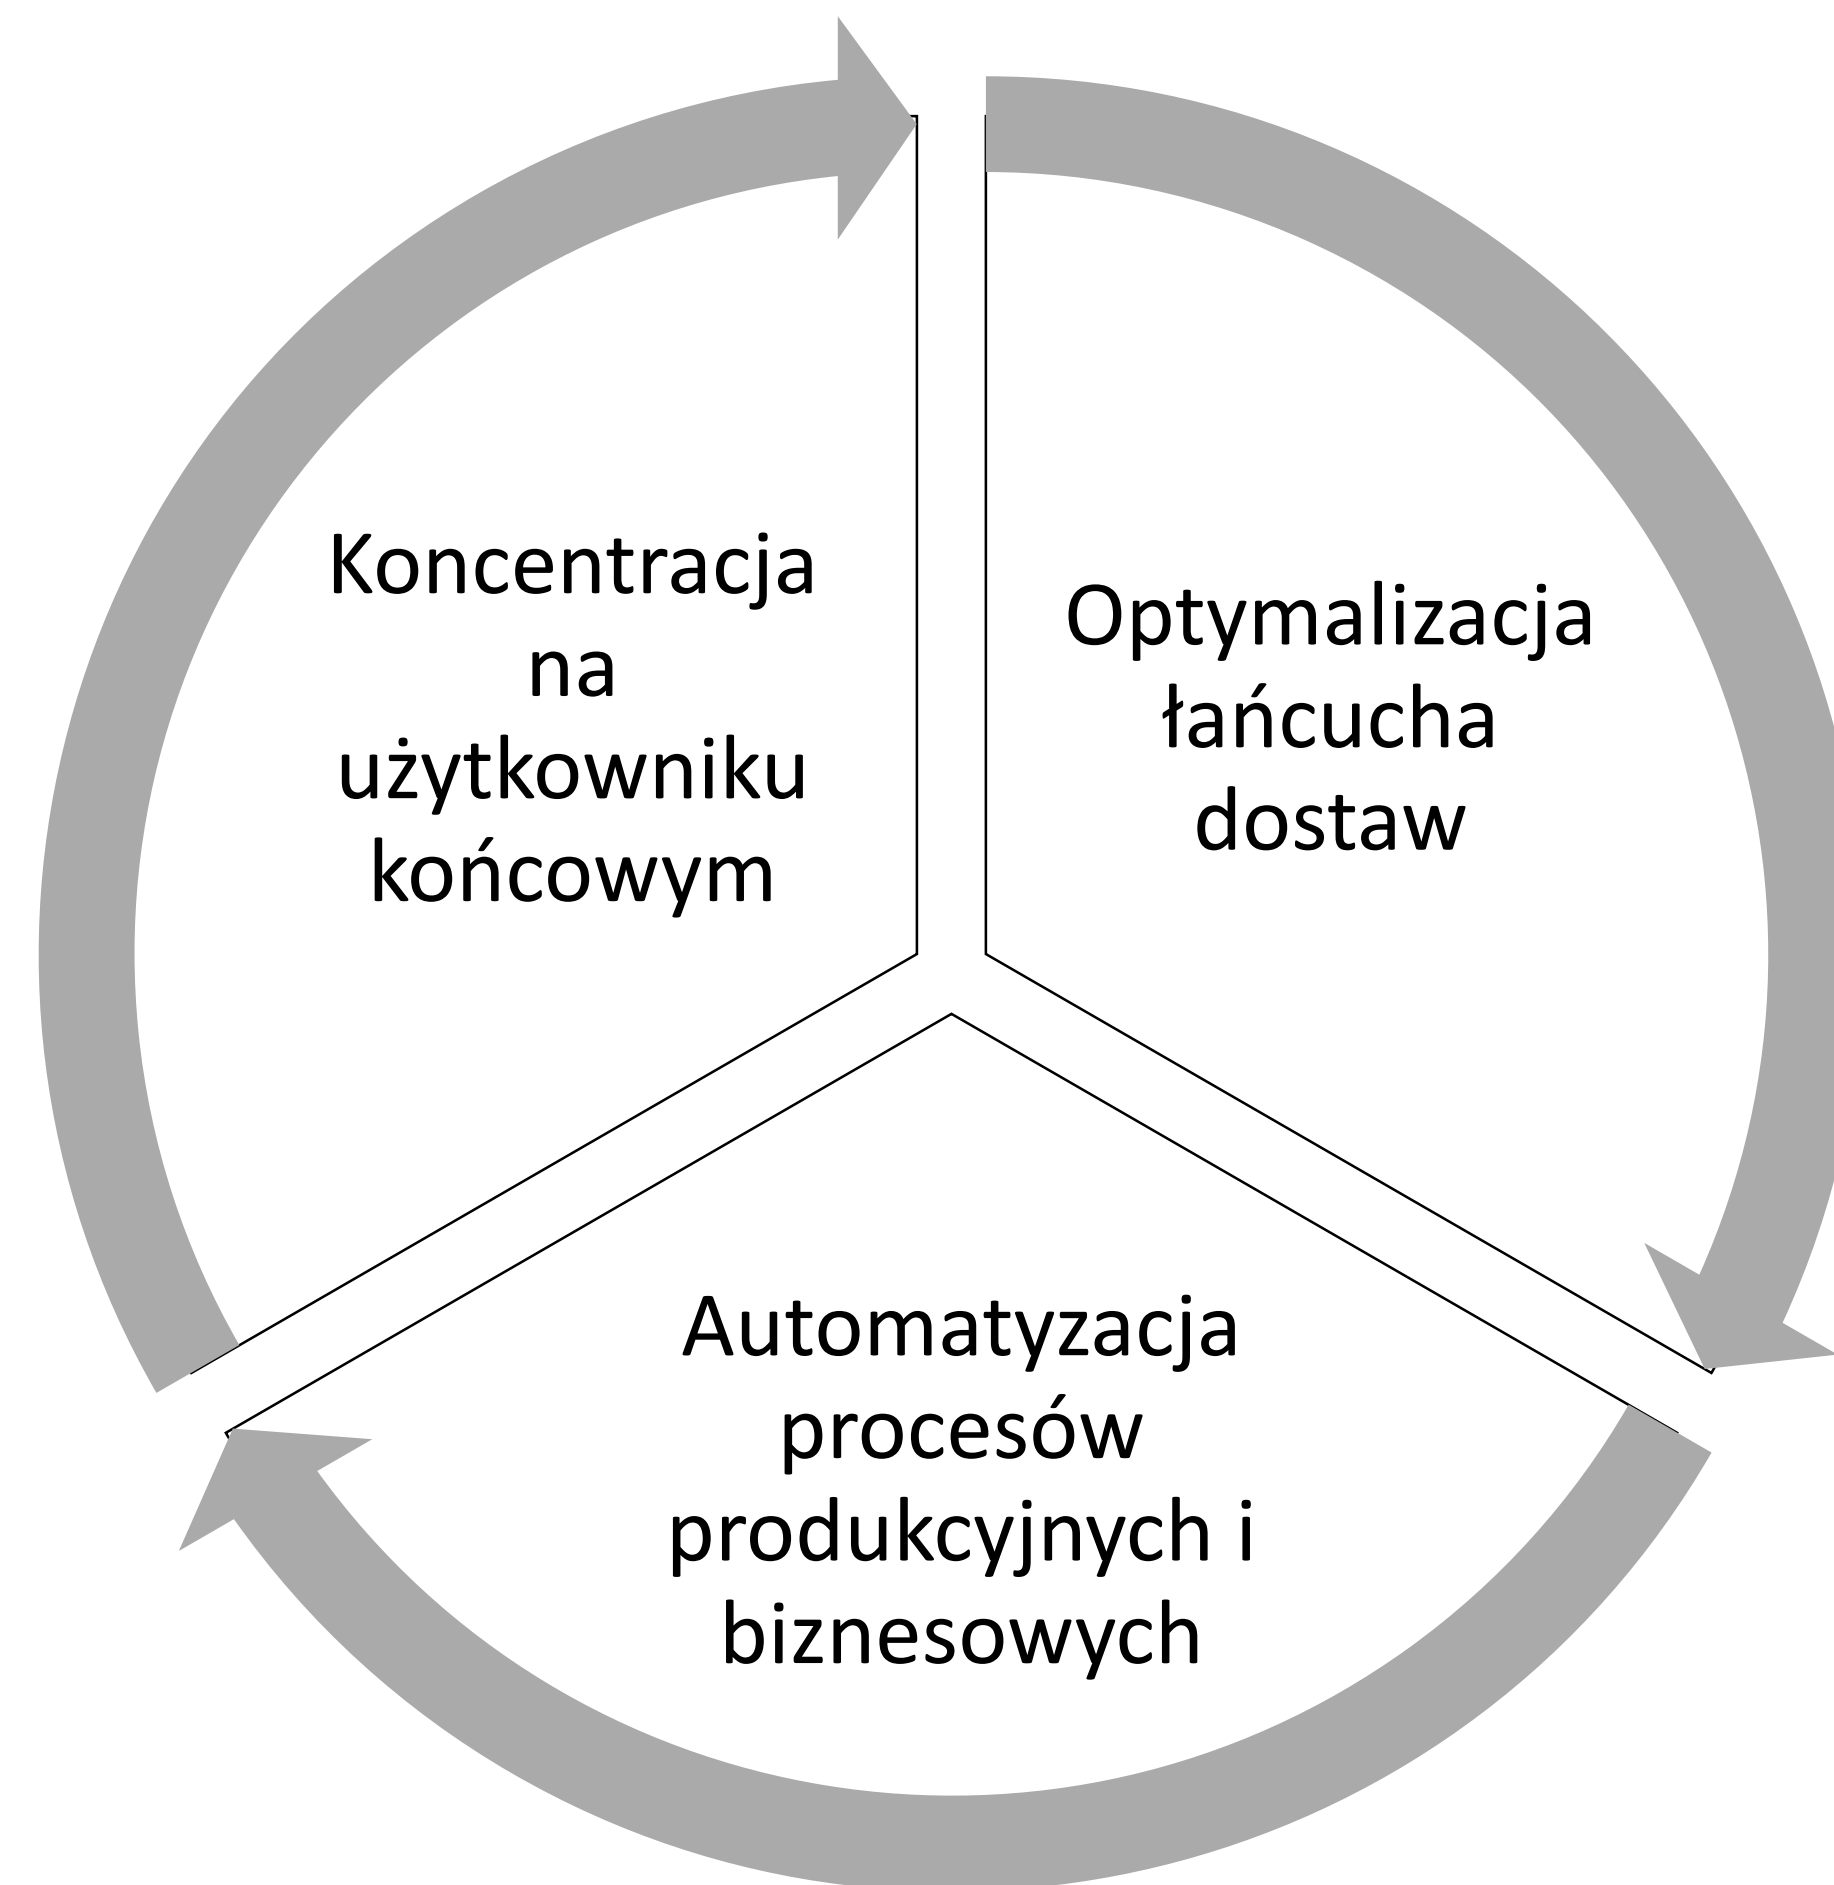 Koncentracja
na
użytkowniku
końcowym
Optymalizacja
łańcucha
dostaw
Automatyzacja
procesów
produkcyjnych i
biznesowych